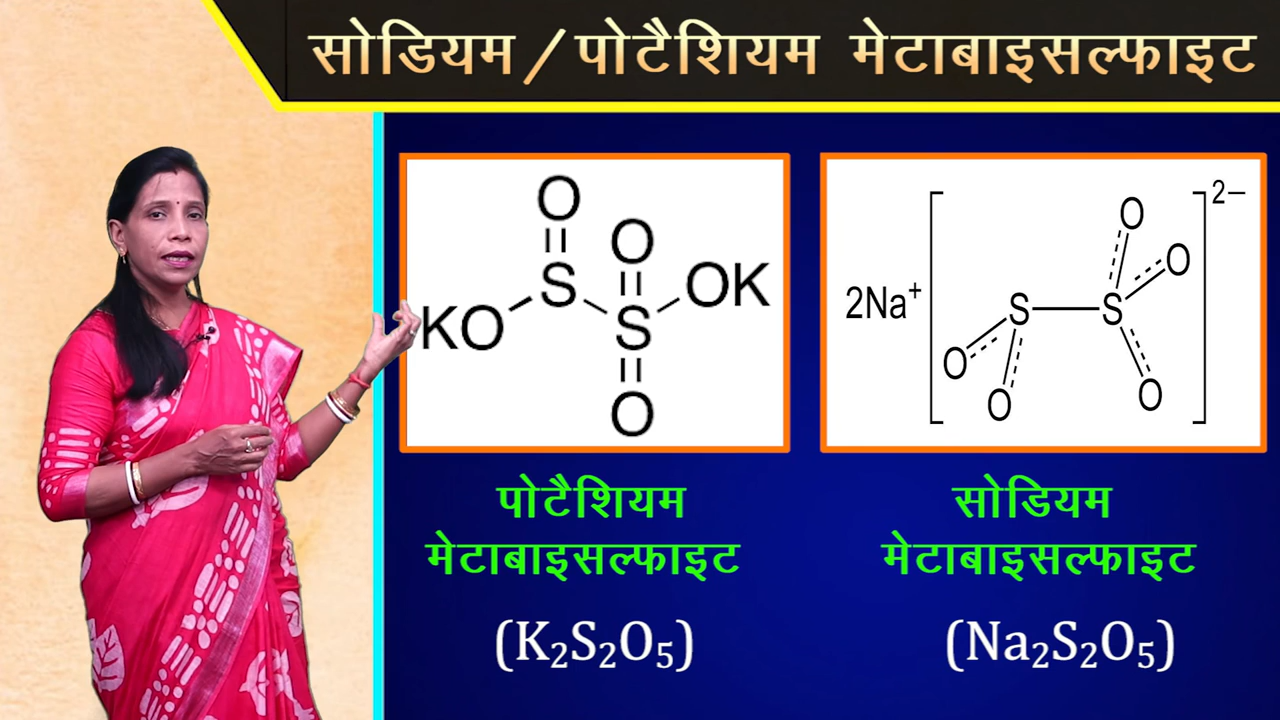 सोडियम/पोटैशियम मेटाबाइसल्फाइट
O
O
S
OK
KO
S
O
2Na⁺
2–
O
O
S
S
O
O
O
पोटैशियम
मेटाबाइसल्फाइट
(K₂S₂O₅)
सोडियम
मेटाबाइसल्फाइट
(Na₂S₂O₅)